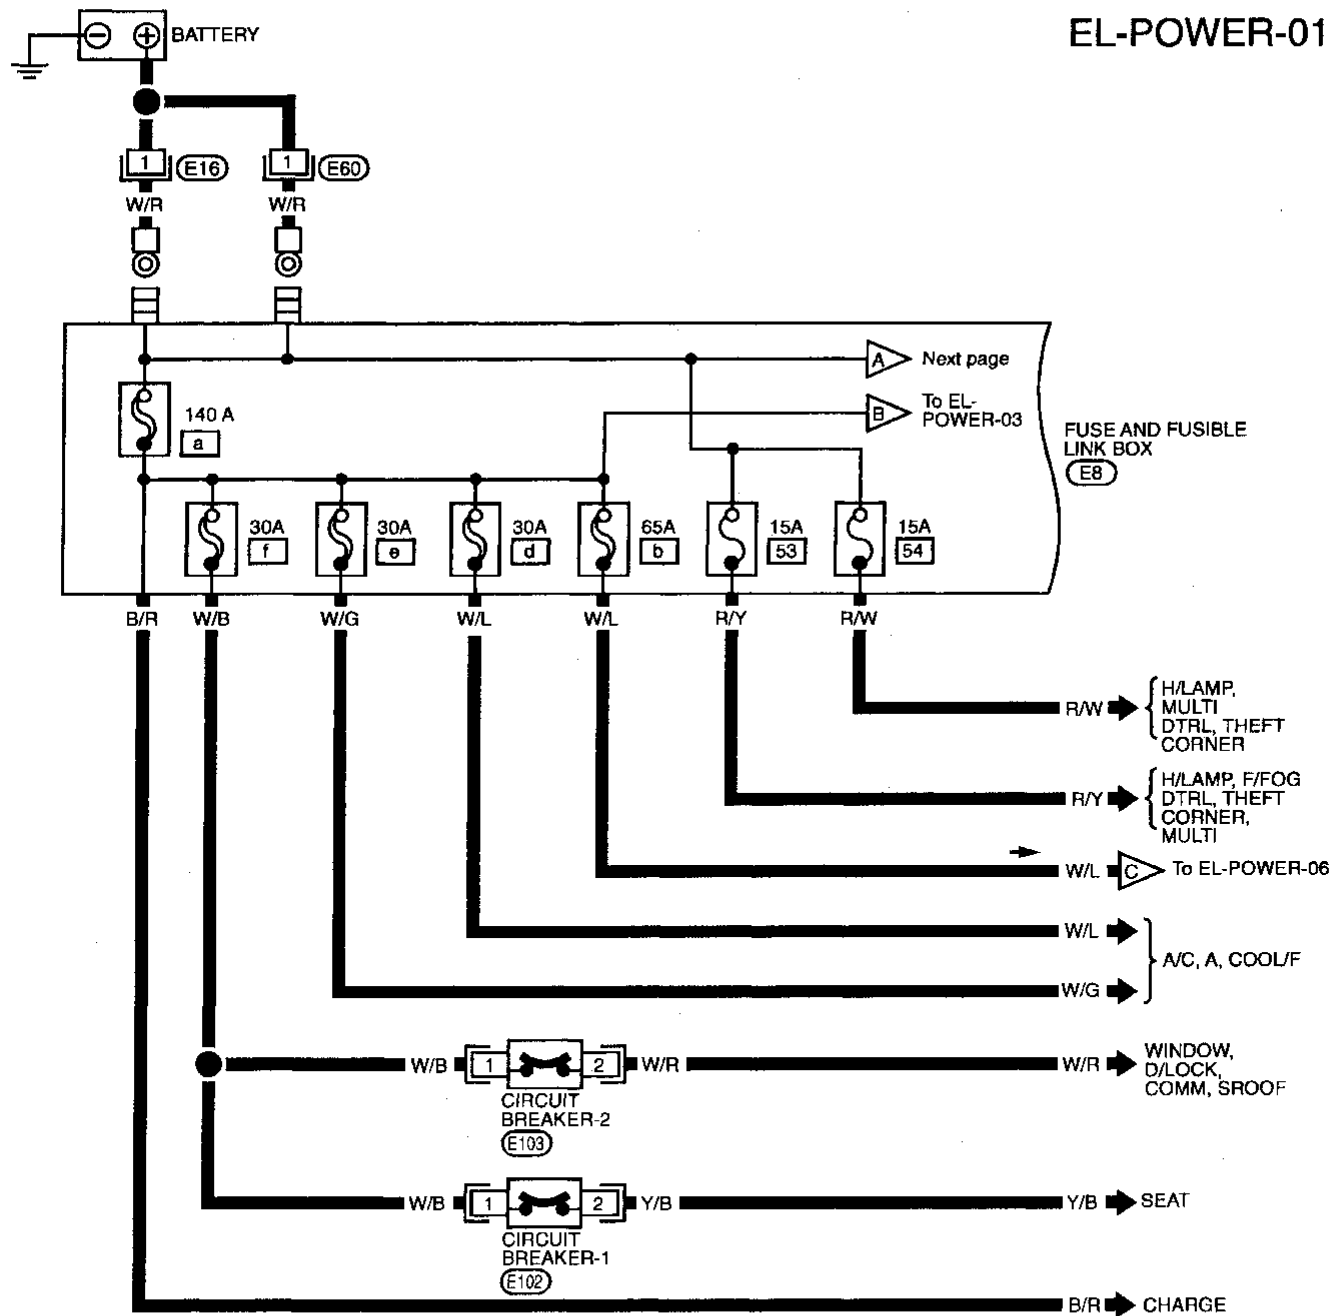 EL-POWER-01
BATTERY
1
E16
1
E60
W/R
W/R
A
Next page
B
To EL-
POWER-03
140 A
a
FUSE AND FUSIBLE
LINK BOX
E8
30A
f
30A
e
30A
d
65A
b
15A
53
15A
54
B/R
W/B
W/G
W/L
W/L
R/Y
R/W
R/W
H/LAMP,
MULTI
DTRL, THEFT
CORNER
R/Y
H/LAMP, F/FOG
DTRL, THEFT
CORNER,
MULTI
W/L
C
To EL-POWER-06
W/L
A/C, A, COOL/F
W/G
W/B
1
2
W/R
W/R
WINDOW,
D/LOCK,
COMM, SROOF
CIRCUIT
BREAKER-2
E103
W/B
1
2
Y/B
Y/B
SEAT
CIRCUIT
BREAKER-1
E102
B/R
CHARGE